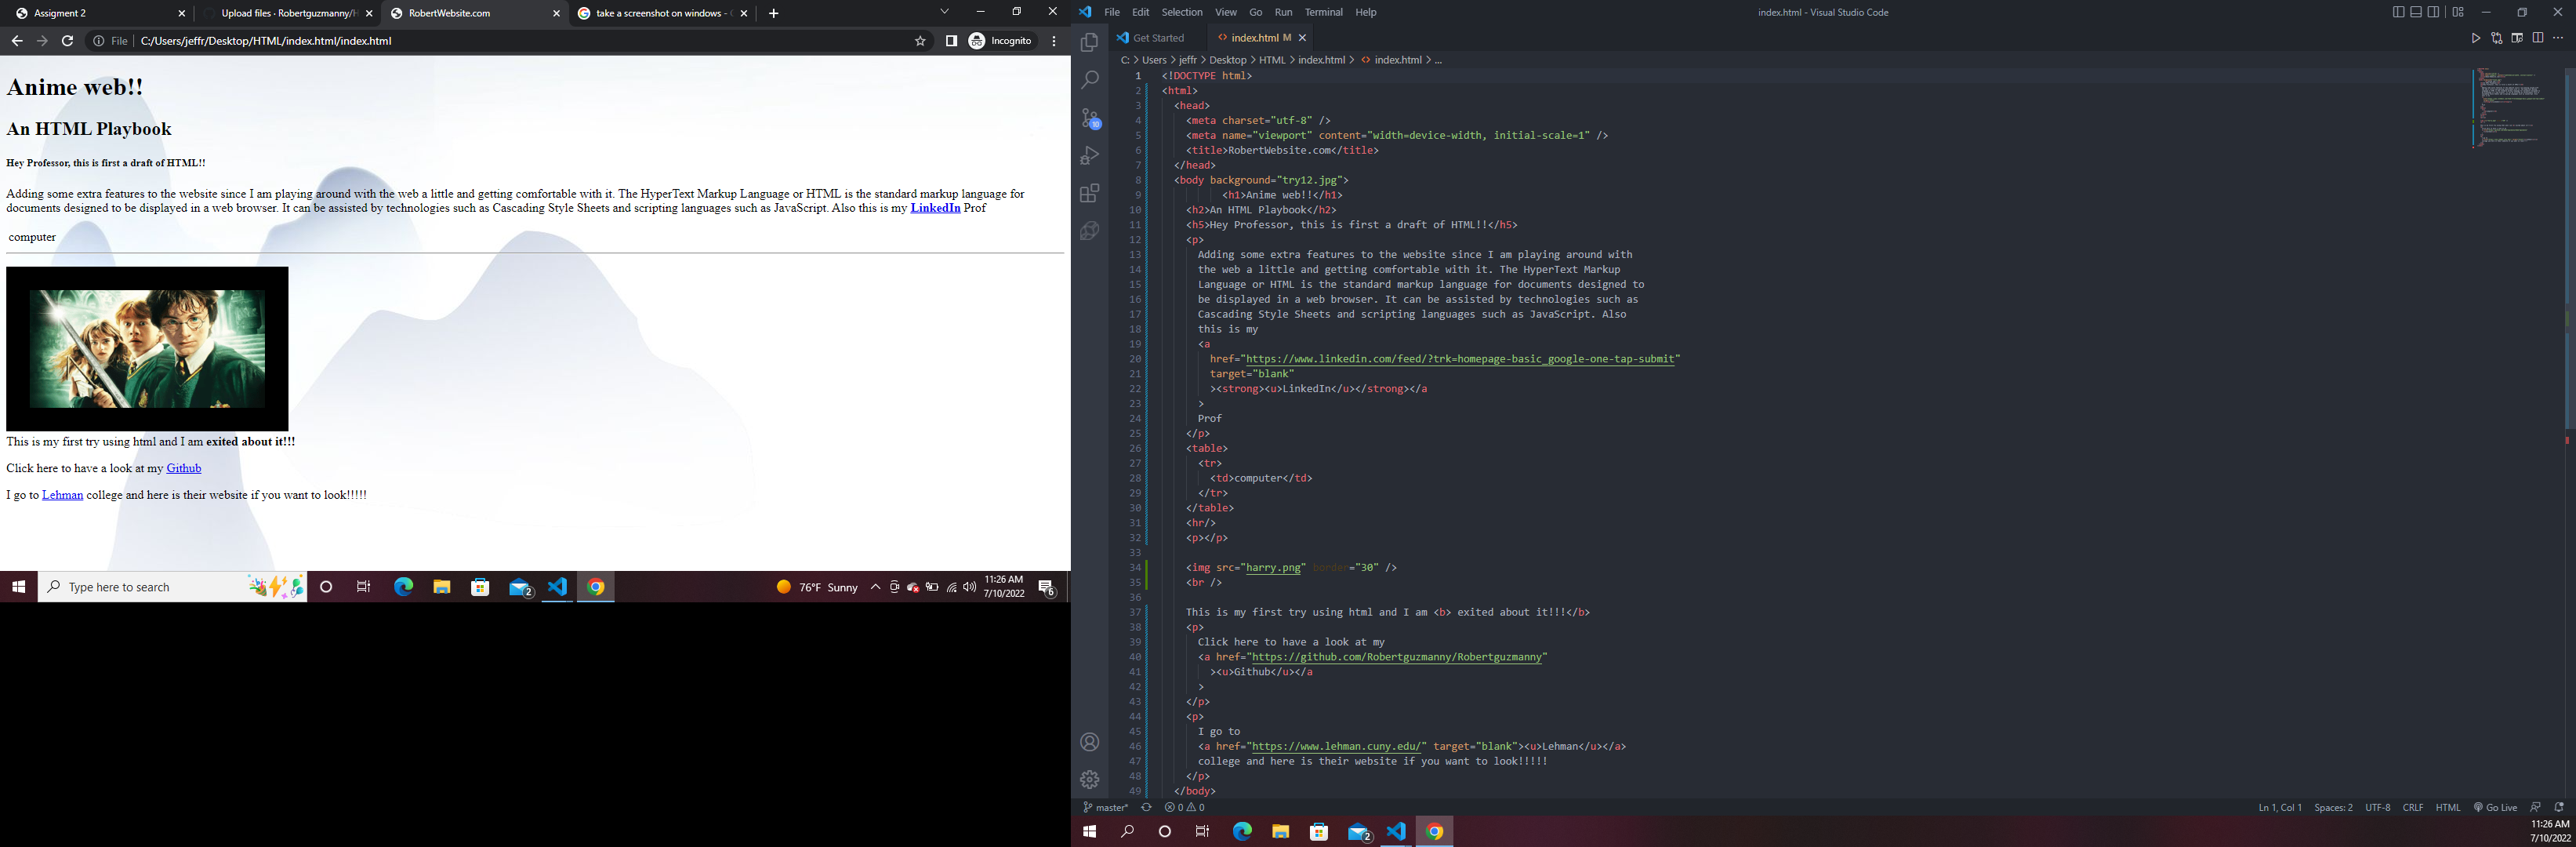 Assigment 2
Upload files · Robertguzmanny/H
RobertWebsite.com
take a screenshot on windows - G
File
C:/Users/jeffr/Desktop/HTML/index.html/index.html
Incognito
Anime web!!
An HTML Playbook
Hey Professor, this is first a draft of HTML!!
Adding some extra features to the website since I am playing around with the web a little and getting comfortable with it. The HyperText Markup Language or HTML is the standard markup language for
documents designed to be displayed in a web browser. It can be assisted by technologies such as Cascading Style Sheets and scripting languages such as JavaScript. Also this is my LinkedIn Prof
computer
This is my first try using html and I am exited about it!!!
Click here to have a look at my Github
I go to Lehman college and here is their website if you want to look!!!!!
Type here to search
2
76°F Sunny
11:26 AM
7/10/2022
6
File Edit Selection View Go Run Terminal Help
index.html - Visual Studio Code
Get Started
index.html M
C: > Users > jeffr > Desktop > HTML > index.html > <> index.html > ...
10
1 <!DOCTYPE html>
2 <html>
3 <head>
4 <meta charset="utf-8" />
5 <meta name="viewport" content="width=device-width, initial-scale=1" />
6 <title>RobertWebsite.com</title>
7 </head>
8 <body background="try12.jpg">
9 <h1>Anime web!!</h1>
10 <h2>An HTML Playbook</h2>
11 <h5>Hey Professor, this is first a draft of HTML!!</h5>
12 <p>
13 Adding some extra features to the website since I am playing around with
14 the web a little and getting comfortable with it. The HyperText Markup
15 Language or HTML is the standard markup language for documents designed to
16 be displayed in a web browser. It can be assisted by technologies such as
17 Cascading Style Sheets and scripting languages such as JavaScript. Also
18 this is my
19 <a
20 href="https://www.linkedin.com/feed/?trk=homepage-basic_google-one-tap-submit"
21 target="blank"
22 ><strong><u>LinkedIn</u></strong></a
23 >
24 Prof
25 </p>
26 <table>
27 <tr>
28 <td>computer</td>
29 </tr>
30 </table>
31 <hr/>
32 <p></p>
33
34 <img src="harry.png" border="30" />
35 <br />
36
37 This is my first try using html and I am <b> exited about it!!!</b>
38 <p>
39 Click here to have a look at my
40 <a href="https://github.com/Robertguzmanny/Robertguzmanny"
41 ><u>Github</u></a
42 >
43 </p>
44 <p>
45 I go to
46 <a href="https://www.lehman.cuny.edu/" target="blank"><u>Lehman</u></a>
47 college and here is their website if you want to look!!!!!
48 </p>
49 </body>
master*
0 0
Ln 1, Col 1
Spaces: 2
UTF-8
CRLF
HTML
Go Live
2
11:26 AM
7/10/2022